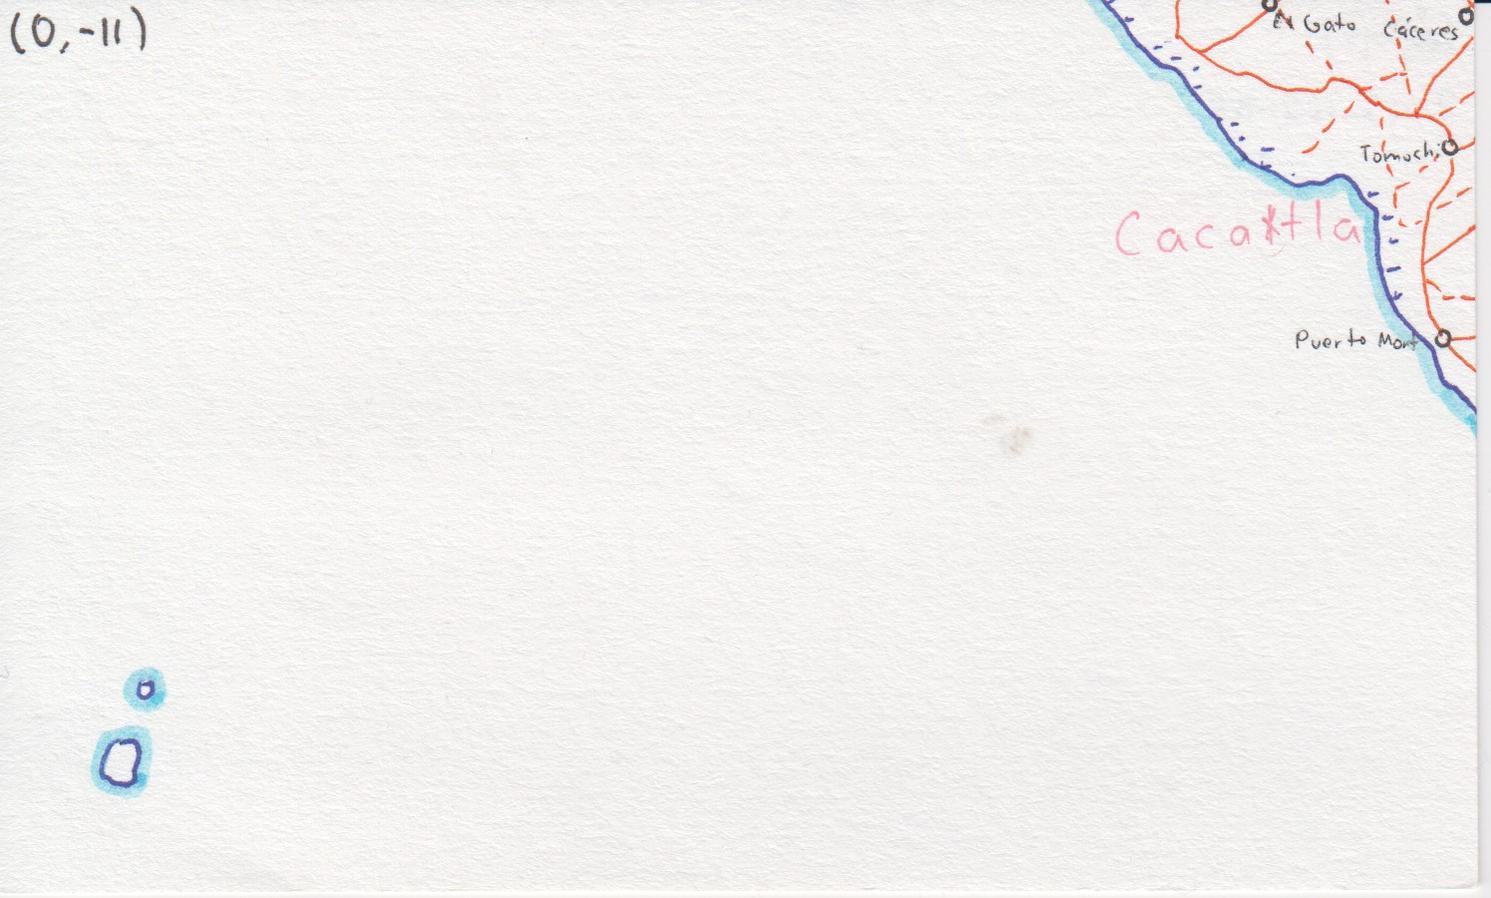 (0,-11)
El Gato
Cáceres
Tomochi
Cacaxtla
Puerto Mont